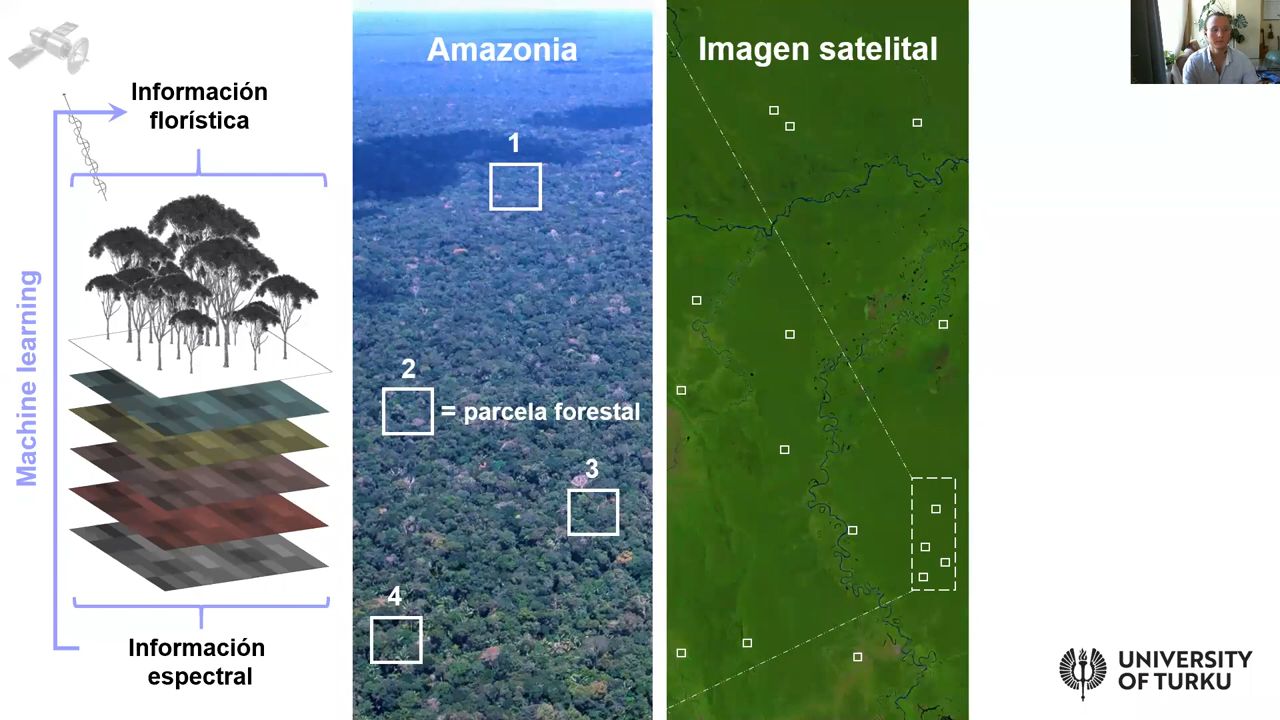 Información
florística
Machine learning
Información
espectral
Amazonia
1
2
= parcela forestal
3
4
Imagen satelital
UNIVERSITY
OF TURKU